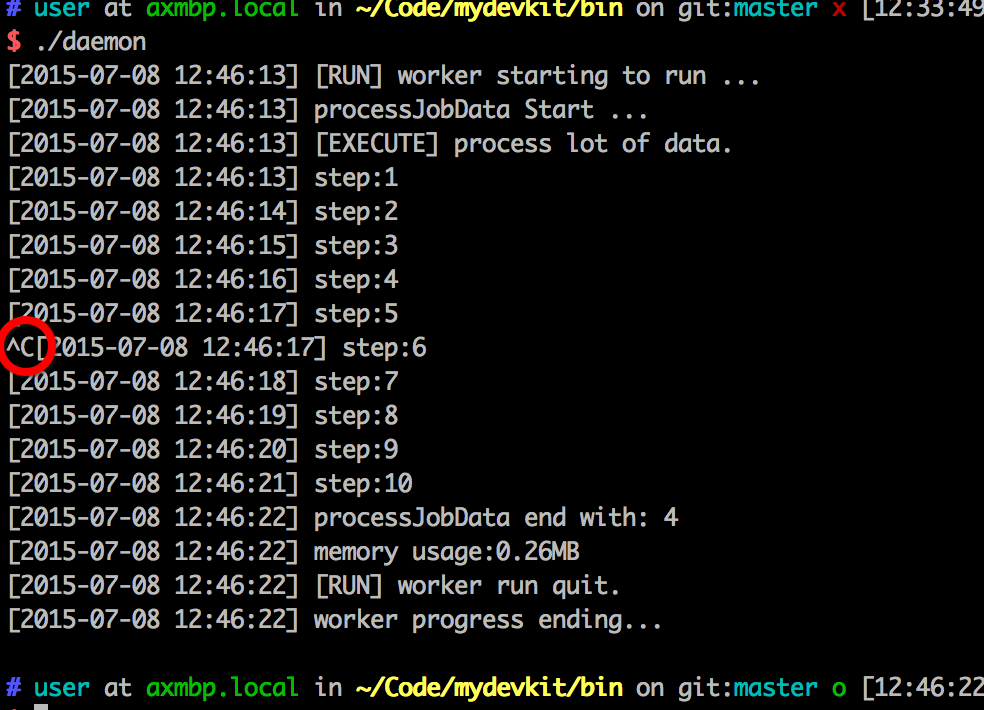 # user at axmbp.local in ~/Code/mydevkit/bin on git:master x [12:33:49
$ ./daemon
[2015-07-08 12:46:13] [RUN] worker starting to run ...
[2015-07-08 12:46:13] processJobData Start ...
[2015-07-08 12:46:13] [EXECUTE] process lot of data.
[2015-07-08 12:46:13] step:1
[2015-07-08 12:46:14] step:2
[2015-07-08 12:46:15] step:3
[2015-07-08 12:46:16] step:4
[2015-07-08 12:46:17] step:5
^C[2015-07-08 12:46:17] step:6
[2015-07-08 12:46:18] step:7
[2015-07-08 12:46:19] step:8
[2015-07-08 12:46:20] step:9
[2015-07-08 12:46:21] step:10
[2015-07-08 12:46:22] processJobData end with: 4
[2015-07-08 12:46:22] memory usage:0.26MB
[2015-07-08 12:46:22] [RUN] worker run quit.
[2015-07-08 12:46:22] worker progress ending...
# user at axmbp.local in ~/Code/mydevkit/bin on git:master o [12:46:22